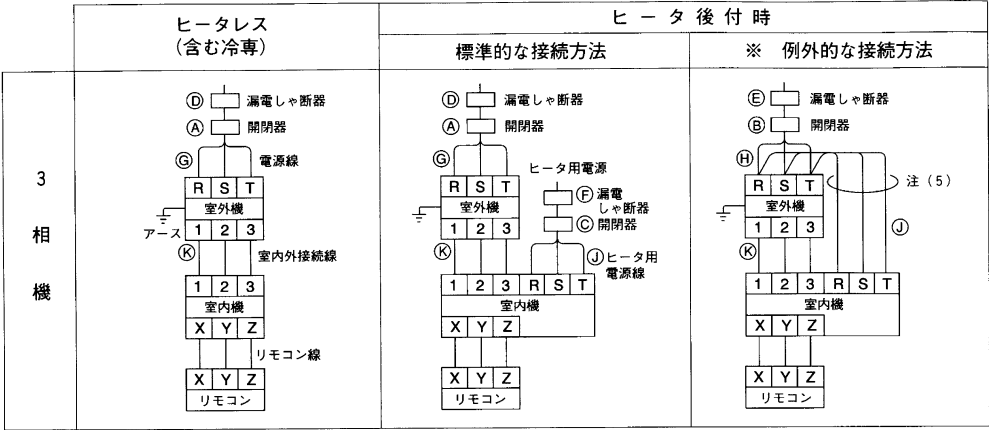 ヒータレス
(含む冷専)
ヒータ後付時
標準的な接続方法
※ 例外的な接続方法
3相機
Ⓓ 漏電しゃ断器
Ⓐ 開閉器
Ⓖ 電源線
R S T
室外機
アース
1 2 3
Ⓚ 室内外接続線
1 2 3
室内機
X Y Z
リモコン線
X Y Z
リモコン
Ⓓ 漏電しゃ断器
Ⓐ 開閉器
Ⓖ
R S T
室外機
1 2 3
Ⓚ
ヒータ用電源
Ⓕ 漏電
しゃ断器
Ⓒ 開閉器
Ⓙ ヒータ用
電源線
1 2 3 R S T
室内機
X Y Z
X Y Z
リモコン
Ⓔ 漏電しゃ断器
Ⓑ 開閉器
Ⓗ
R S T
注(5)
室外機
1 2 3
Ⓙ
Ⓚ
1 2 3 R S T
室内機
X Y Z
X Y Z
リモコン